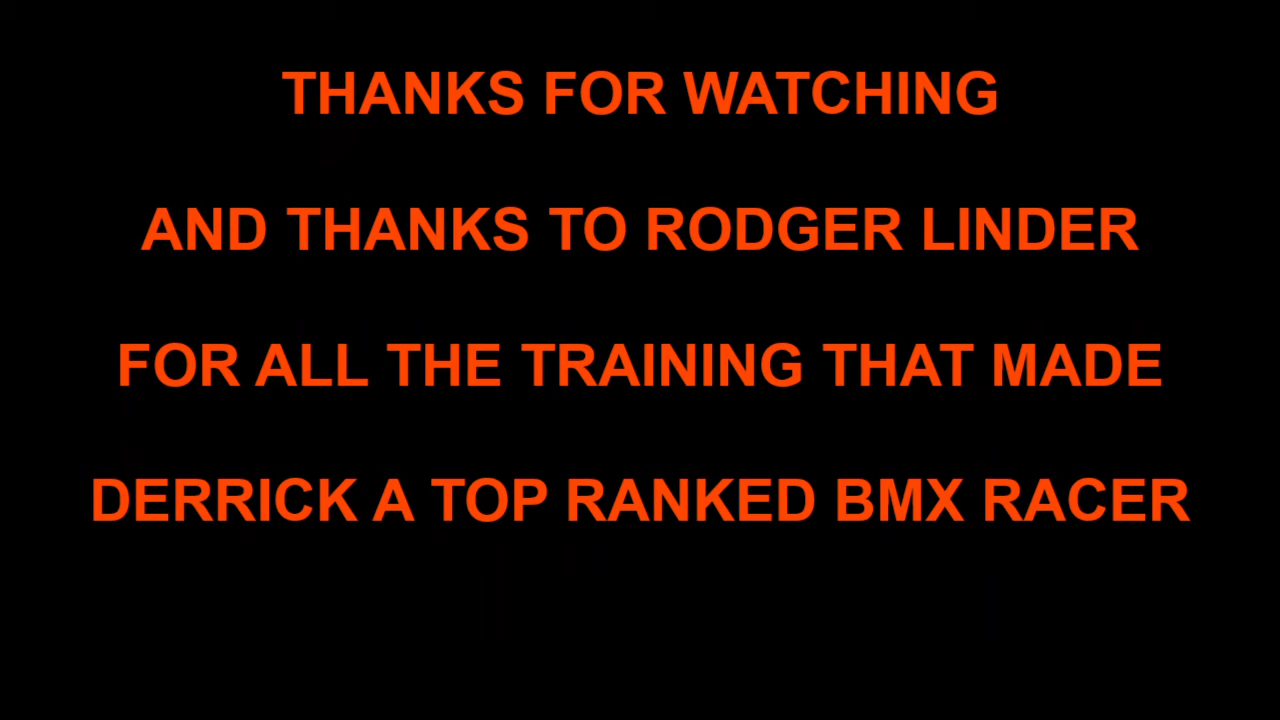 THANKS FOR WATCHING
AND THANKS TO RODGER LINDER
FOR ALL THE TRAINING THAT MADE
DERRICK A TOP RANKED BMX RACER